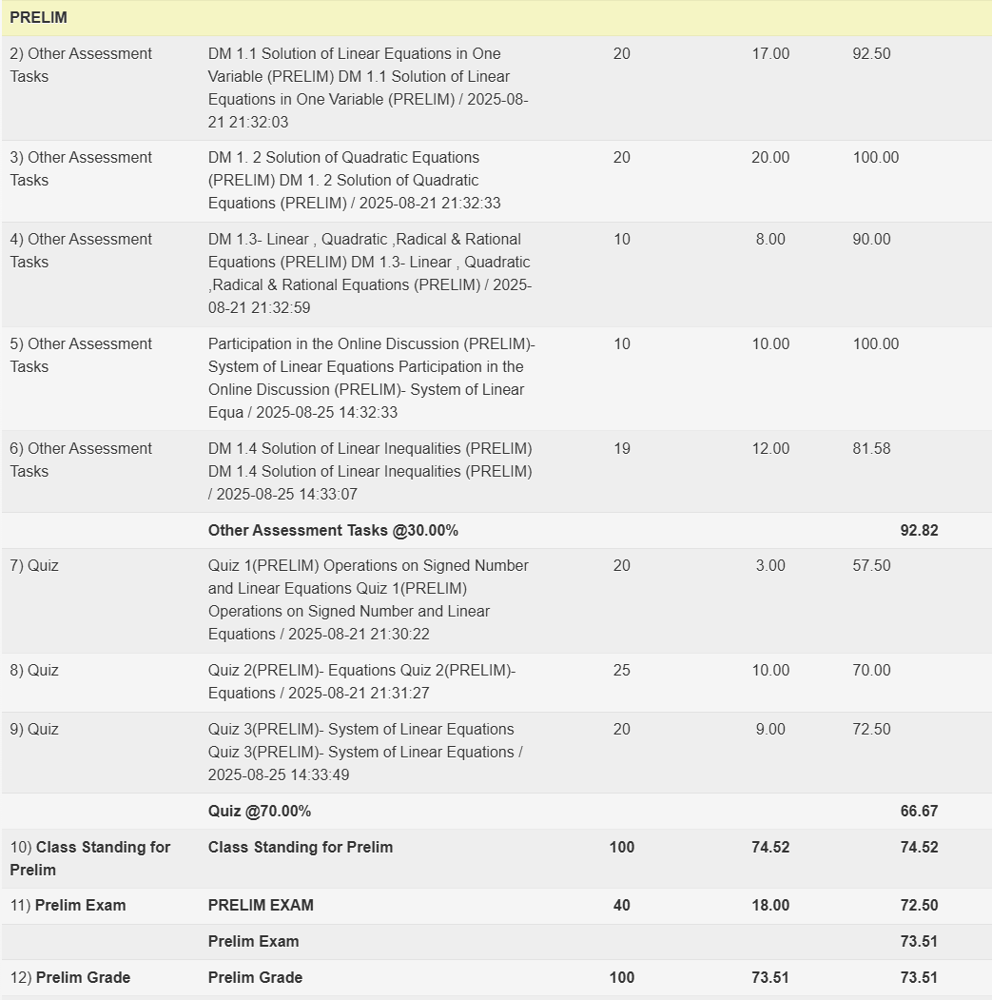 PRELIM
2) Other Assessment Tasks DM 1.1 Solution of Linear Equations in One Variable (PRELIM) DM 1.1 Solution of Linear Equations in One Variable (PRELIM) / 2025-08-21 21:32:03 20 17.00 92.50
3) Other Assessment Tasks DM 1. 2 Solution of Quadratic Equations (PRELIM) DM 1. 2 Solution of Quadratic Equations (PRELIM) / 2025-08-21 21:32:33 20 20.00 100.00
4) Other Assessment Tasks DM 1.3- Linear , Quadratic ,Radical & Rational Equations (PRELIM) DM 1.3- Linear , Quadratic ,Radical & Rational Equations (PRELIM) / 2025-08-21 21:32:59 10 8.00 90.00
5) Other Assessment Tasks Participation in the Online Discussion (PRELIM)- System of Linear Equations Participation in the Online Discussion (PRELIM)- System of Linear Equa / 2025-08-25 14:32:33 10 10.00 100.00
6) Other Assessment Tasks DM 1.4 Solution of Linear Inequalities (PRELIM) DM 1.4 Solution of Linear Inequalities (PRELIM) / 2025-08-25 14:33:07 19 12.00 81.58
Other Assessment Tasks @30.00% 92.82
7) Quiz Quiz 1(PRELIM) Operations on Signed Number and Linear Equations Quiz 1(PRELIM) Operations on Signed Number and Linear Equations / 2025-08-21 21:30:22 20 3.00 57.50
8) Quiz Quiz 2(PRELIM)- Equations Quiz 2(PRELIM)- Equations / 2025-08-21 21:31:27 25 10.00 70.00
9) Quiz Quiz 3(PRELIM)- System of Linear Equations Quiz 3(PRELIM)- System of Linear Equations / 2025-08-25 14:33:49 20 9.00 72.50
Quiz @70.00% 66.67
10) Class Standing for Prelim Class Standing for Prelim 100 74.52 74.52
11) Prelim Exam PRELIM EXAM 40 18.00 72.50
Prelim Exam 73.51
12) Prelim Grade Prelim Grade 100 73.51 73.51